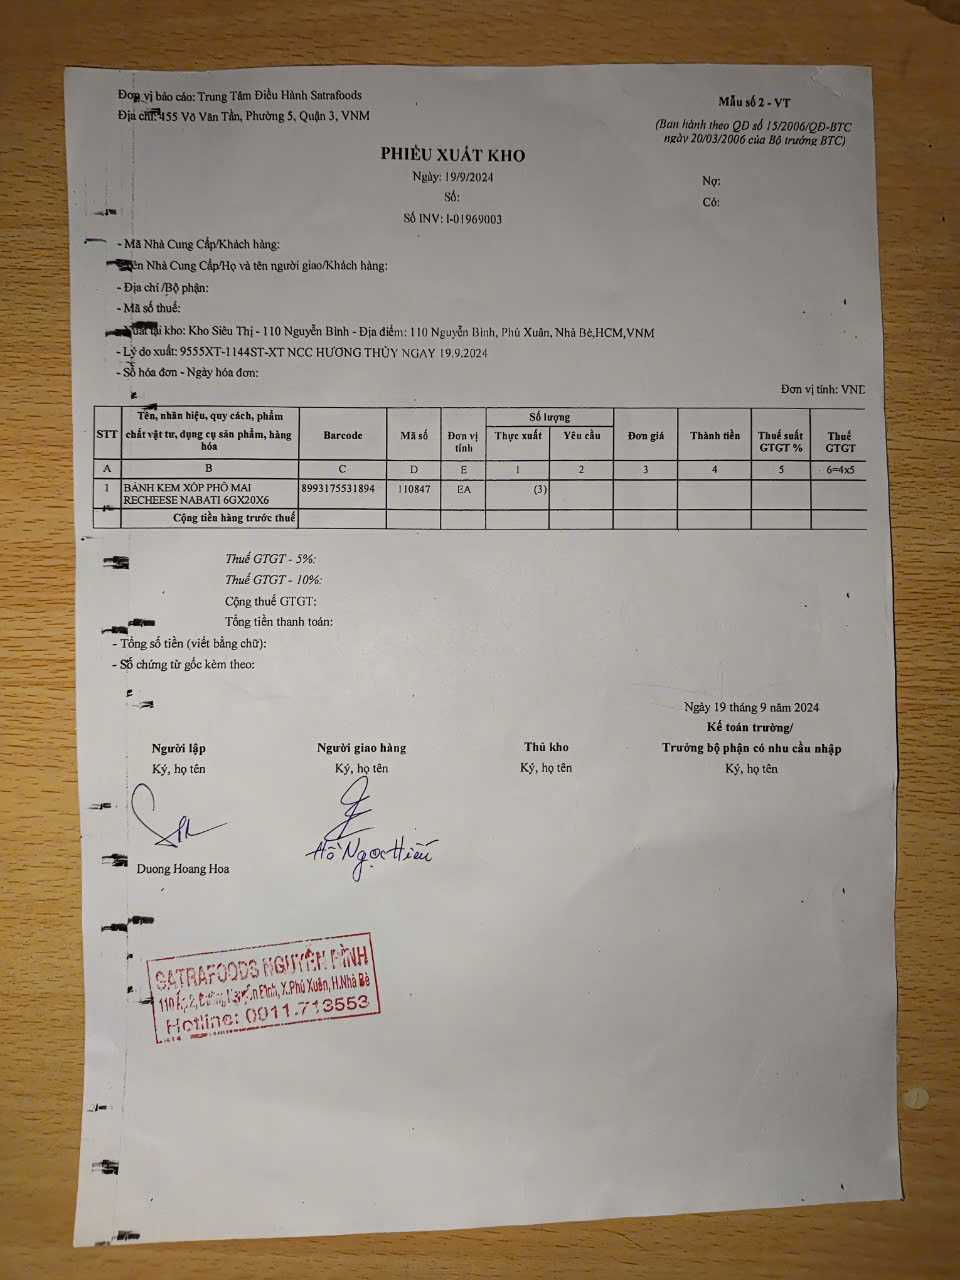 Đơn vị báo cáo: Trung Tâm Điều Hành Satrafoods
Địa chỉ: 455 Võ Văn Tần, Phường 5, Quận 3, VNM
Mẫu số 2 - VT
(Ban hành theo QĐ số 15/2006/QĐ-BTC
ngày 20/03/2006 của Bộ trưởng BTC)
PHIẾU XUẤT KHO
Ngày: 19/9/2024
Số:
Số INV: I-01969003
Nợ:
Có:
- Mã Nhà Cung Cấp/Khách hàng:
Tên Nhà Cung Cấp/Họ và tên người giao/Khách hàng:
- Địa chỉ /Bộ phận:
- Mã số thuế:
Xuất tại kho: Kho Siêu Thị - 110 Nguyễn Bình - Địa điểm: 110 Nguyễn Bình, Phú Xuân, Nhà Bè,HCM,VNM
- Lý do xuất: 9555XT-1144ST-XT NCC HƯƠNG THỦY NGAY 19.9.2024
- Số hóa đơn - Ngày hóa đơn:
Đơn vị tính: VND
STT Tên, nhãn hiệu, quy cách, phẩm chất vật tư, dụng cụ sản phẩm, hàng hóa Barcode Mã số Đơn vị tính Số lượng Thực xuất Yêu cầu Đơn giá Thành tiền Thuế suất GTGT % Thuế GTGT
A B C D E 1 2 3 4 5 6=4x5
1 BÁNH KEM XỐP PHÔ MAI RECHEESE NABATI 6GX20X6 8993175531894 110847 EA (3)
Cộng tiền hàng trước thuế
Thuế GTGT - 5%:
Thuế GTGT - 10%:
Cộng thuế GTGT:
Tổng tiền thanh toán:
- Tổng số tiền (viết bằng chữ):
- Số chứng từ gốc kèm theo:
Ngày 19 tháng 9 năm 2024
Kế toán trường/
Người lập Người giao hàng Thủ kho Trưởng bộ phận có nhu cầu nhập
Ký, họ tên Ký, họ tên Ký, họ tên Ký, họ tên
Hồ Ngọc Hiếu
Duong Hoang Hoa
SATRAFOODS NGUYỄN BÌNH
110 Ấp 2, Đường Nguyễn Bình, X.Phú Xuân, H.Nhà Bè
Hotline: 0911.713553